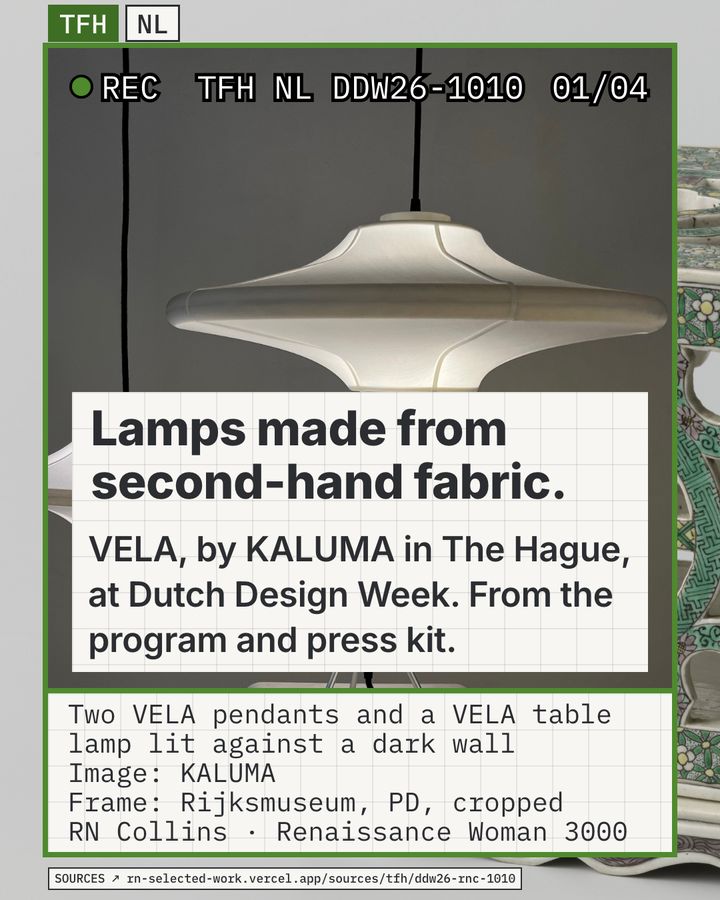 TFH NL
REC TFH NL DDW26-1010 01/04
Lamps made from
second-hand fabric.
VELA, by KALUMA in The Hague,
at Dutch Design Week. From the
program and press kit.
Two VELA pendants and a VELA table
lamp lit against a dark wall
Image: KALUMA
Frame: Rijksmuseum, PD, cropped
RN Collins · Renaissance Woman 3000
SOURCES ↗ rn-selected-work.vercel.app/sources/tfh/ddw26-rnc-1010